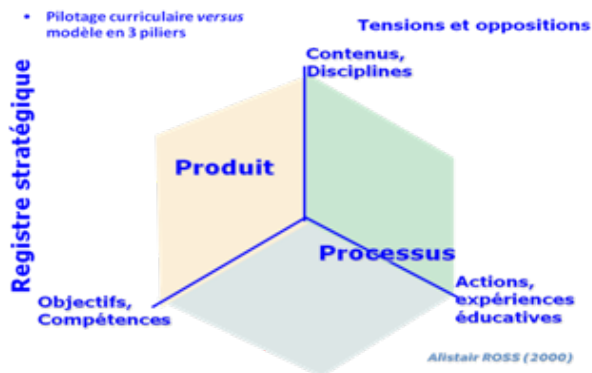 • Pilotage curriculaire versus
modèle en 3 piliers
Tensions et oppositions
Registre stratégique
Contenus,
Disciplines
Produit
Processus
Objectifs,
Compétences
Actions,
expériences
éducatives
Alistair ROSS (2000)